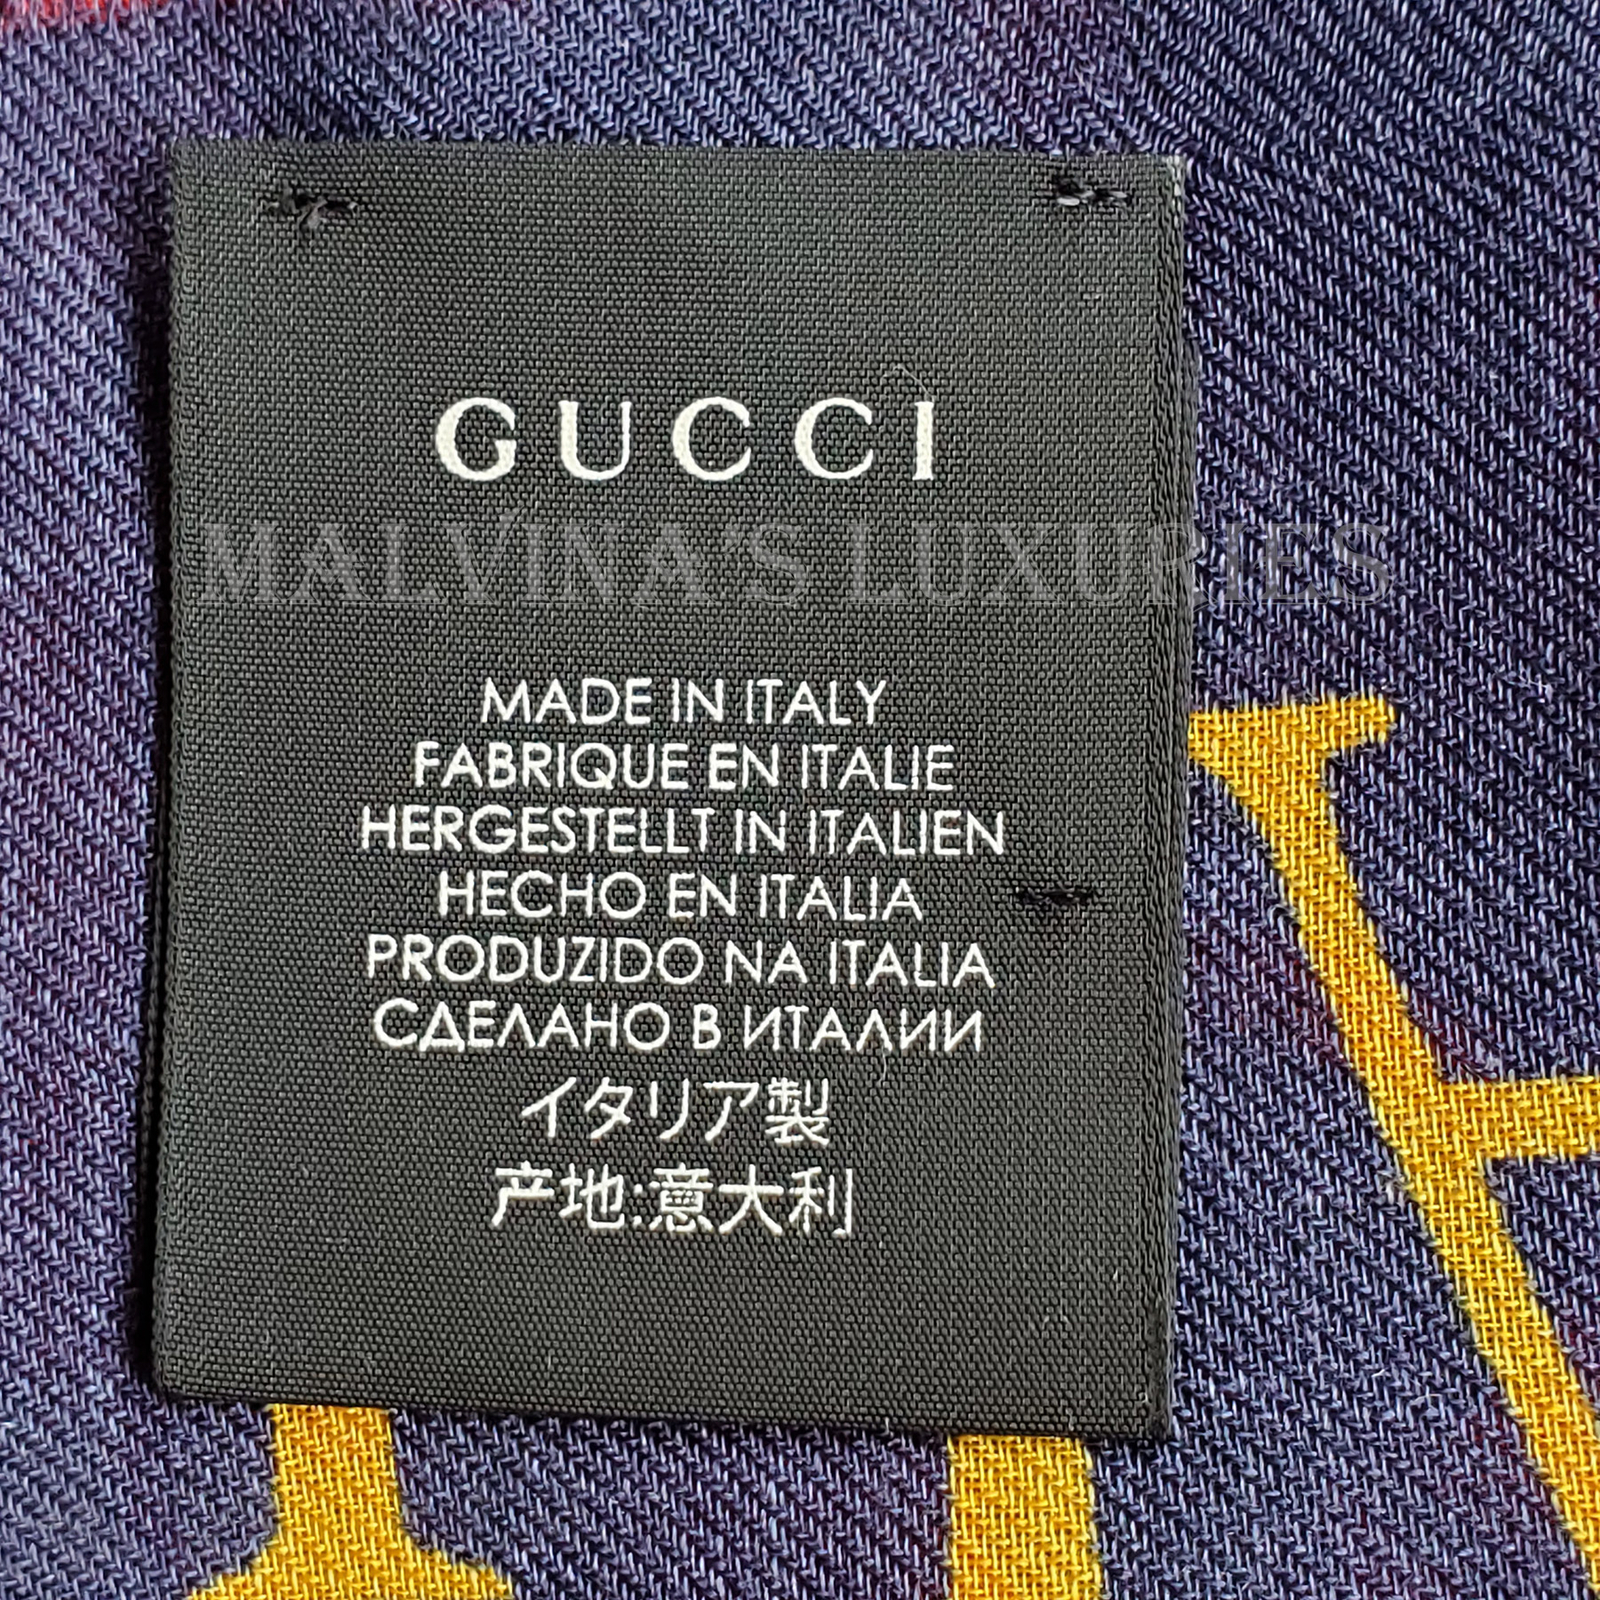 GUCCI
MALVINA'S LUXURIES
MADE IN ITALY
FABRIQUE EN ITALIE
HERGESTELLT IN ITALIEN
HECHO EN ITALIA
PRODUZIDO NA ITALIA
СДЕЛАНО В ИТАЛИИ
イタリア製
产地:意大利